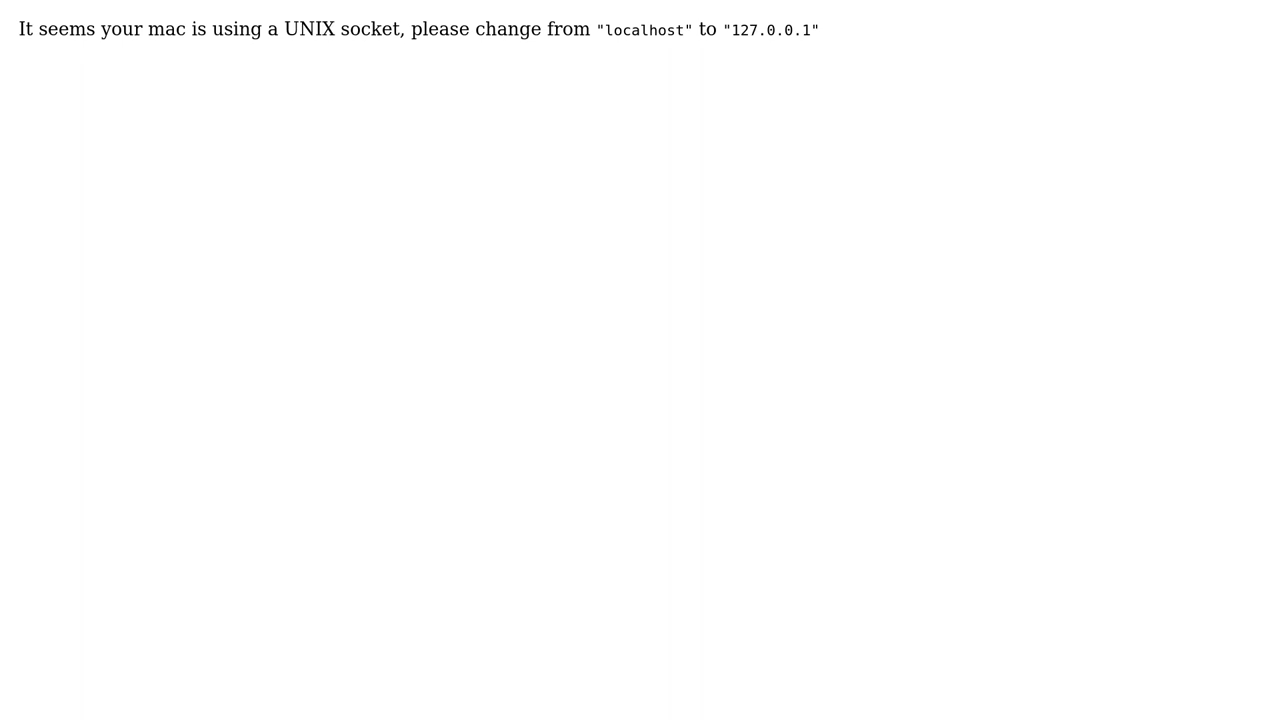 It seems your mac is using a UNIX socket, please change from "localhost" to "127.0.0.1"